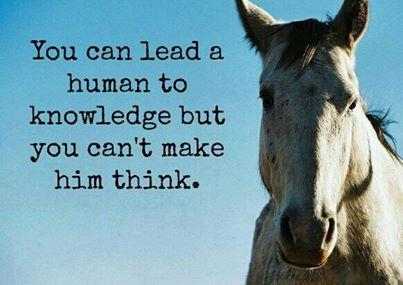 You can lead a
human to
knowledge but
you can't make
him think.